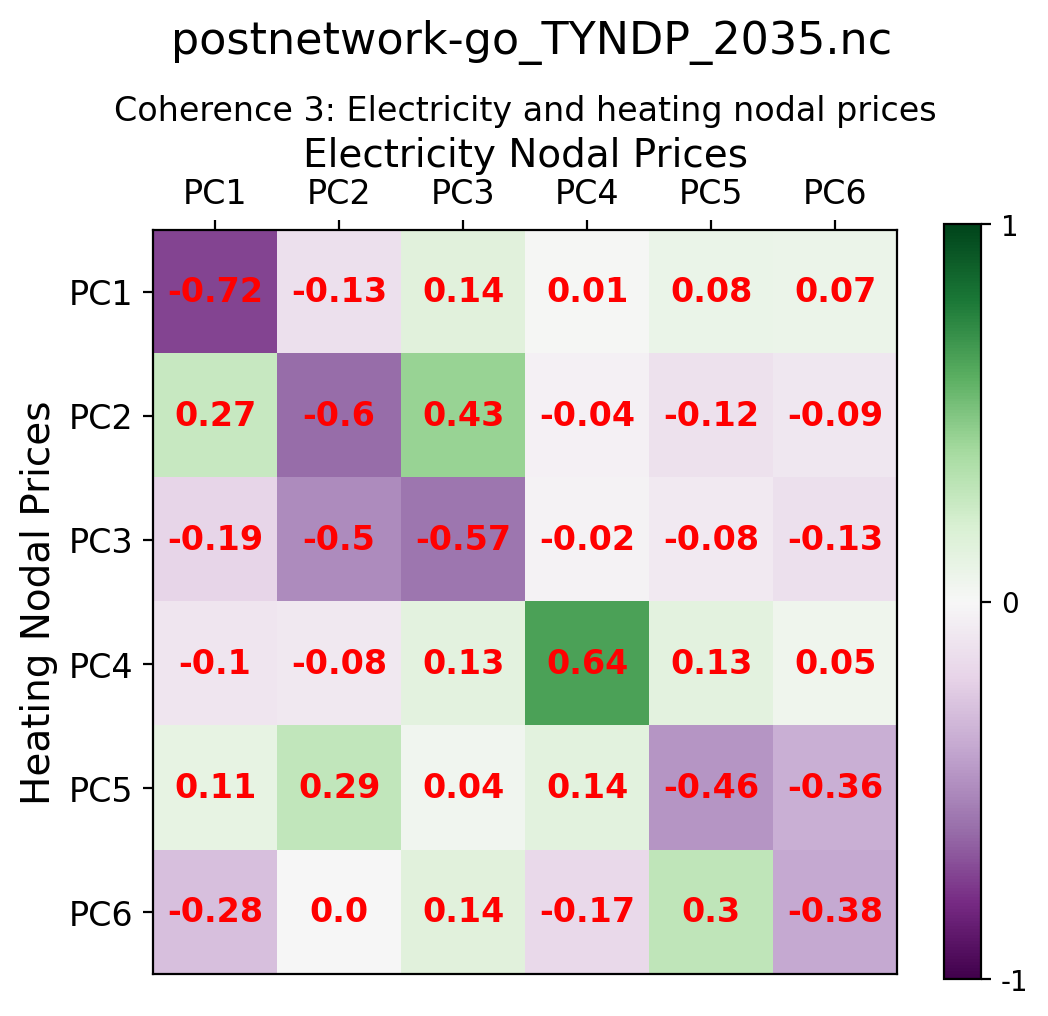 postnetwork-go_TYNDP_2035.nc
Coherence 3: Electricity and heating nodal prices
Electricity Nodal Prices
PC1 PC2 PC3 PC4 PC5 PC6
Heating Nodal Prices
PC1 -0.72 -0.13 0.14 0.01 0.08 0.07
PC2 0.27 -0.6 0.43 -0.04 -0.12 -0.09
PC3 -0.19 -0.5 -0.57 -0.02 -0.08 -0.13
PC4 -0.1 -0.08 0.13 0.64 0.13 0.05
PC5 0.11 0.29 0.04 0.14 -0.46 -0.36
PC6 -0.28 0.0 0.14 -0.17 0.3 -0.38
1
0
-1